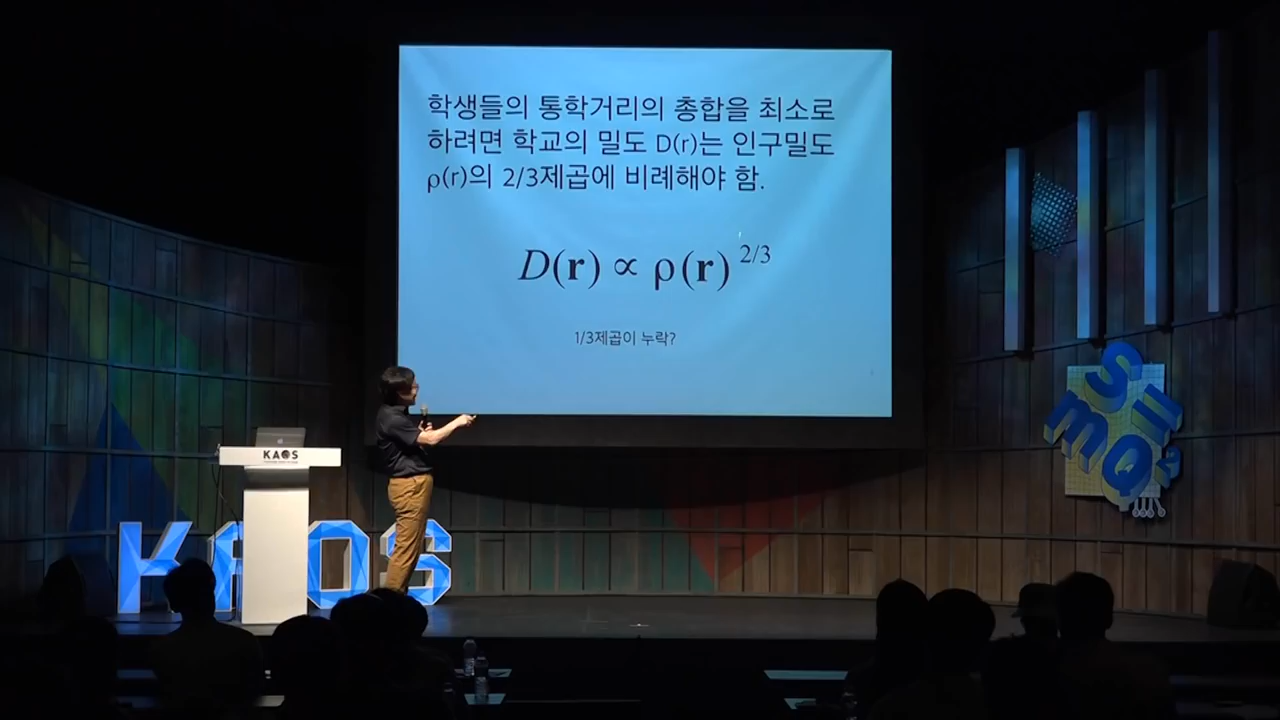 학생들의 통학거리의 총합을 최소로
하려면 학교의 밀도 D(r)는 인구밀도
ρ(r)의 2/3제곱에 비례해야 함.
D(r) ∝ ρ(r)^2/3
1/3제곱이 누락?
KAOS
KAOS